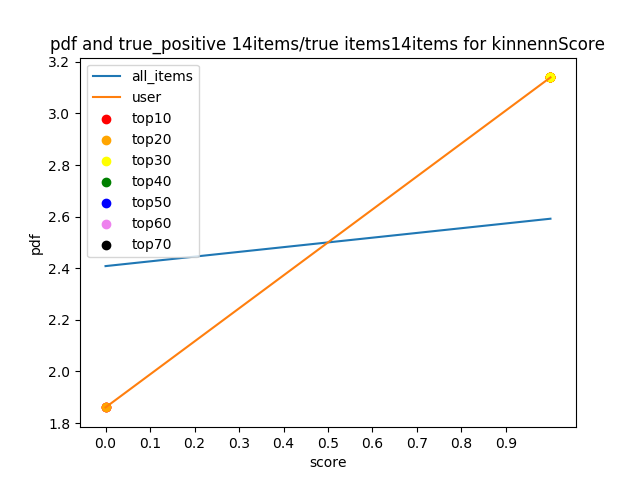 pdf and true_positive 14items/true items14items for kinnennScore
3.2
3.0
2.8
2.6
2.4
2.2
2.0
1.8
pdf
all_items
user
top10
top20
top30
top40
top50
top60
top70
0.0 0.1 0.2 0.3 0.4 0.5 0.6 0.7 0.8 0.9
score